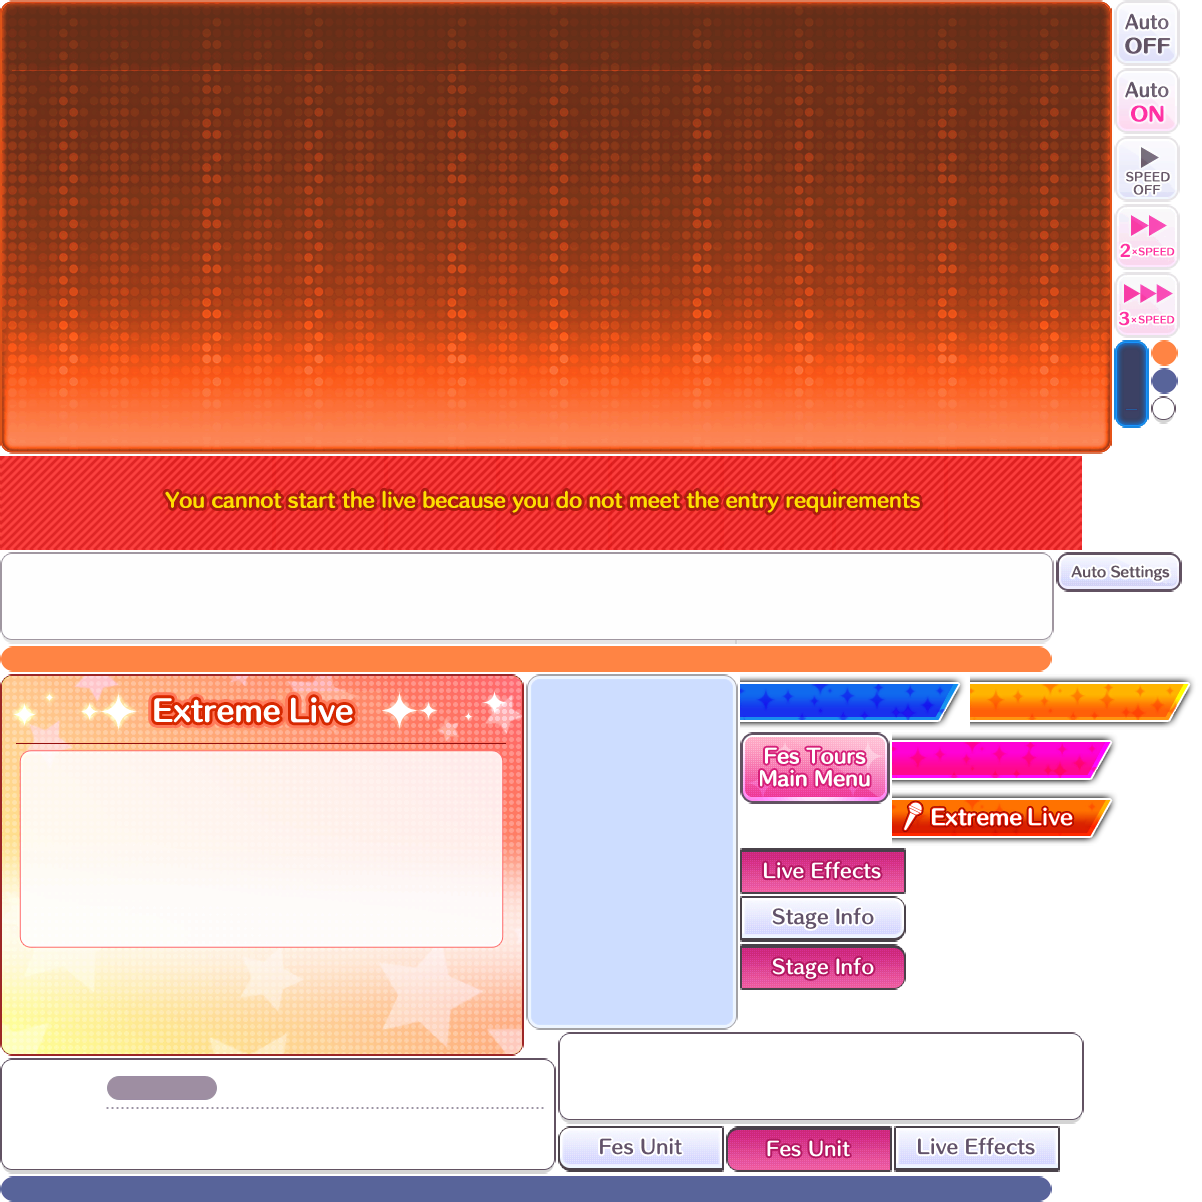 Auto
OFF
Auto
ON
SPEED
OFF
2×SPEED
3×SPEED
You cannot start the live because you do not meet the entry requirements
Auto Settings
Extreme Live
Fes Tours
Main Menu
Extreme Live
Live Effects
Stage Info
Stage Info
Fes Unit
Fes Unit
Live Effects